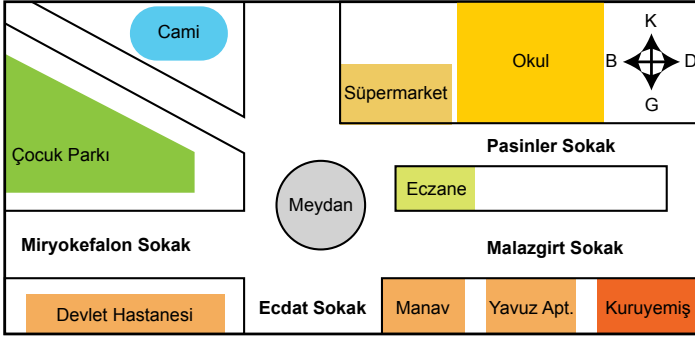 Cami
K
Okul
B
D
Süpermarket
G
Pasinler Sokak
Çocuk Parkı
Eczane
Meydan
Miryokefalon Sokak
Malazgirt Sokak
Devlet Hastanesi
Ecdat Sokak
Manav
Yavuz Apt.
Kuruyemiş